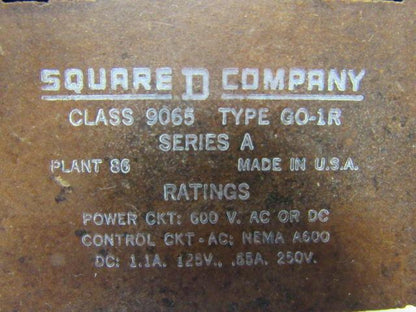 SQUARE D COMPANY
CLASS 9065 TYPE GO-1R
SERIES A
PLANT 86 MADE IN U.S.A.
RATINGS
POWER CKT: 600 V. AC OR DC
CONTROL CKT-AC: NEMA A600
DC: 1.1A. 125V., .55A. 250V.